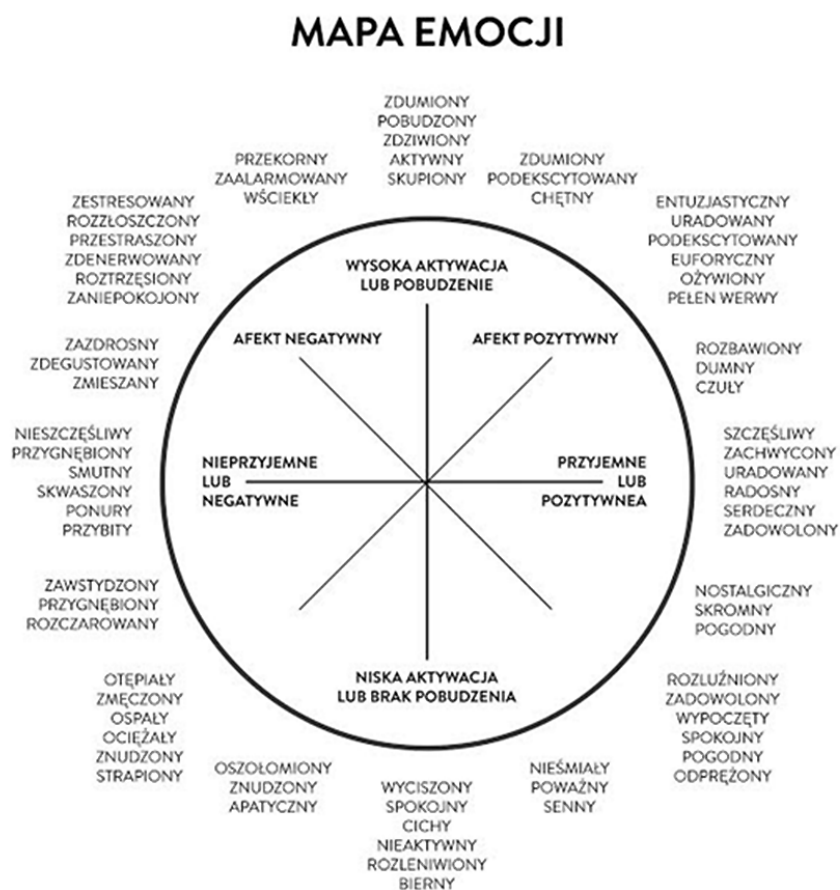 MAPA EMOCJI
ZDUMIONY
POBUDZONY
ZDZIWIONY
AKTYWNY
SKUPIONY
PRZEKORNY
ZAALARMOWANY
WŚCIEKŁY
ZDUMIONY
PODEKSCYTOWANY
CHĘTNY
ZESTRESOWANY
ROZZŁOSZCZONY
PRZESTRASZONY
ZDENERWOWANY
ROZTRZĘSIONY
ZANIEPOKOJONY
ENTUZJASTYCZNY
URADOWANY
PODEKSCYTOWANY
EUFORYCZNY
OŻYWIONY
PEŁEN WERWY
WYSOKA AKTYWACJA
LUB POBUDZENIE
AFEKT NEGATYWNY
AFEKT POZYTYWNY
ZAZDROSNY
ZDEGUSTOWANY
ZMIESZANY
ROZBAWIONY
DUMNY
CZUŁY
NIESZCZĘŚLIWY
PRZYGNĘBIONY
SMUTNY
SKWASZONY
PONURY
PRZYBITY
NIEPRZYJEMNE
LUB
NEGATYWNE
PRZYJEMNE
LUB
POZYTYWNEA
SZCZĘŚLIWY
ZACHWYCONY
URADOWANY
RADOSNY
SERDECZNY
ZADOWOLONY
ZAWSTYDZONY
PRZYGNĘBIONY
ROZCZAROWANY
NOSTALGICZNY
SKROMNY
POGODNY
NISKA AKTYWACJA
LUB BRAK POBUDZENIA
OTĘPIAŁY
ZMĘCZONY
OSPAŁY
OCIĘŻAŁY
ZNUDZONY
STRAPIONY
ROZLUŹNIONY
ZADOWOLONY
WYPOCZĘTY
SPOKOJNY
POGODNY
ODPRĘŻONY
OSZOŁOMIONY
ZNUDZONY
APATYCZNY
WYCISZONY
SPOKOJNY
CICHY
NIEAKTYWNY
ROZLENIWIONY
BIERNY
NIEŚMIAŁY
POWAŻNY
SENNY